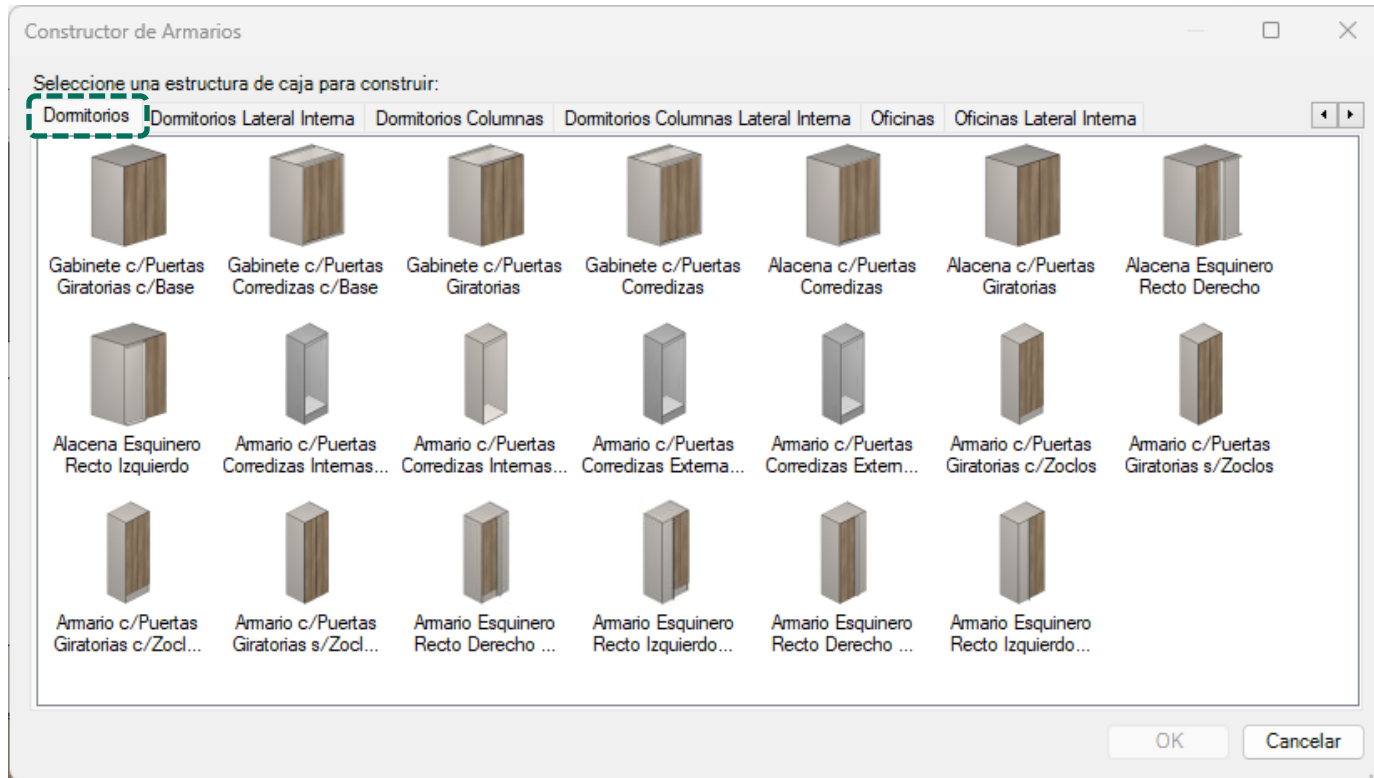 Constructor de Armarios
Seleccione una estructura de caja para construir:
Dormitorios Dormitorios Lateral Interna Dormitorios Columnas Dormitorios Columnas Lateral Interna Oficinas Oficinas Lateral Interna
Gabinete c/Puertas Giratorias c/Base
Gabinete c/Puertas Corredizas c/Base
Gabinete c/Puertas Giratorias
Gabinete c/Puertas Corredizas
Alacena c/Puertas Corredizas
Alacena c/Puertas Giratorias
Alacena Esquinero Recto Derecho
Alacena Esquinero Recto Izquierdo
Armario c/Puertas Corredizas Internas...
Armario c/Puertas Corredizas Internas...
Armario c/Puertas Corredizas Externa...
Armario c/Puertas Corredizas Extern...
Armario c/Puertas Giratorias c/Zoclos
Armario c/Puertas Giratorias s/Zoclos
Armario c/Puertas Giratorias c/Zocl...
Armario c/Puertas Giratorias s/Zocl...
Armario Esquinero Recto Derecho ...
Armario Esquinero Recto Izquierdo...
Armario Esquinero Recto Derecho ...
Armario Esquinero Recto Izquierdo...
OK Cancelar